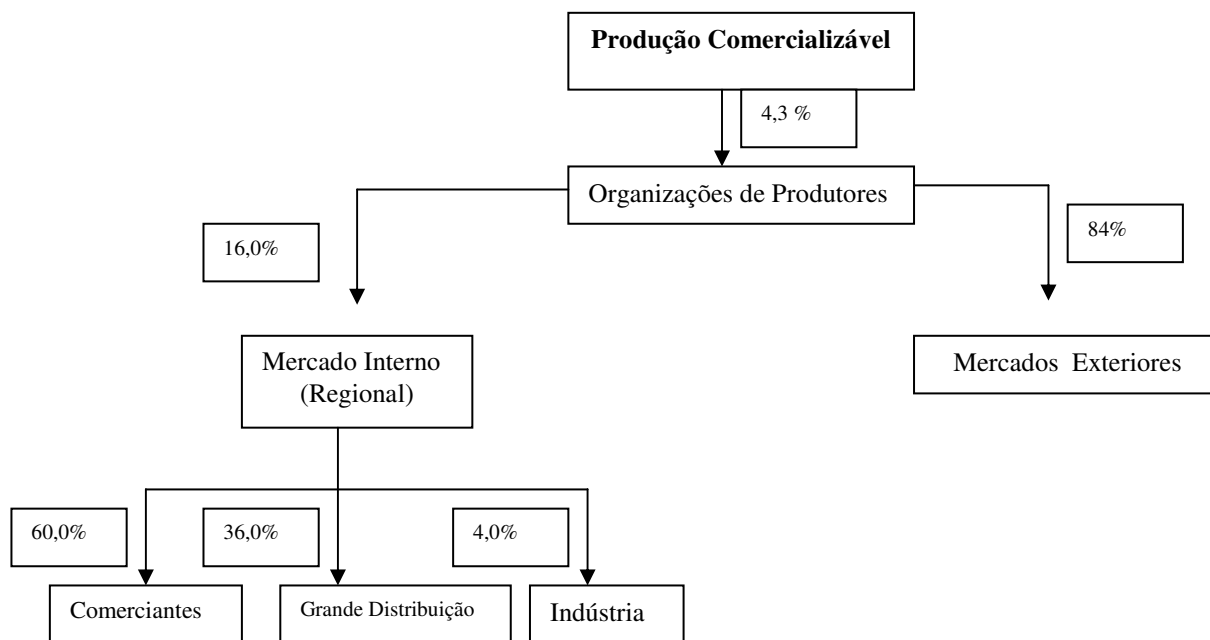 Produção Comercializável
4,3 %
Organizações de Produtores
16,0%
84%
Mercado Interno
(Regional)
Mercados Exteriores
60,0%
36,0%
4,0%
Comerciantes
Grande Distribuição
Indústria